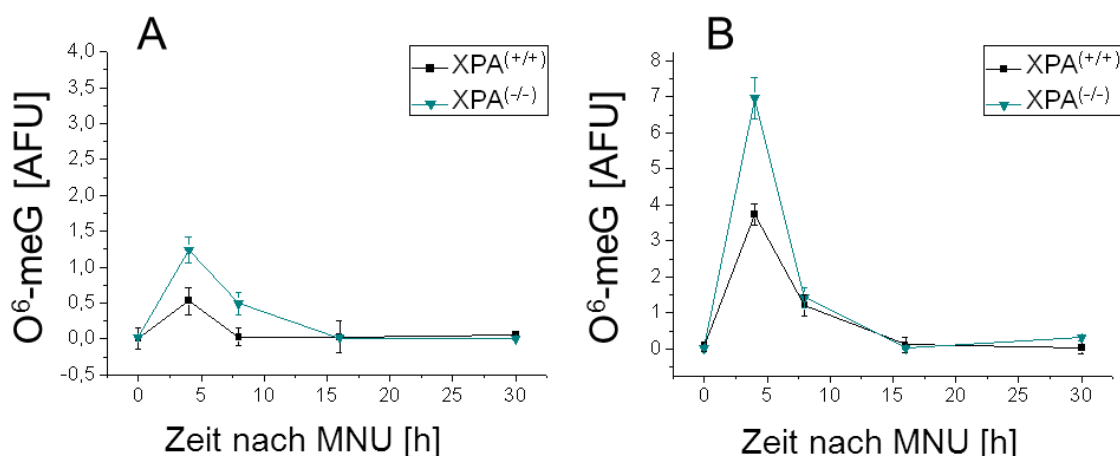 A
XPA(+/+)
XPA(-/-)
O6-meG [AFU]
4,0
3,5
3,0
2,5
2,0
1,5
1,0
0,5
0,0
-0,5
0 5 10 15 20 25 30
Zeit nach MNU [h]
B
XPA(+/+)
XPA(-/-)
O6-meG [AFU]
8
7
6
5
4
3
2
1
0
0 5 10 15 20 25 30
Zeit nach MNU [h]